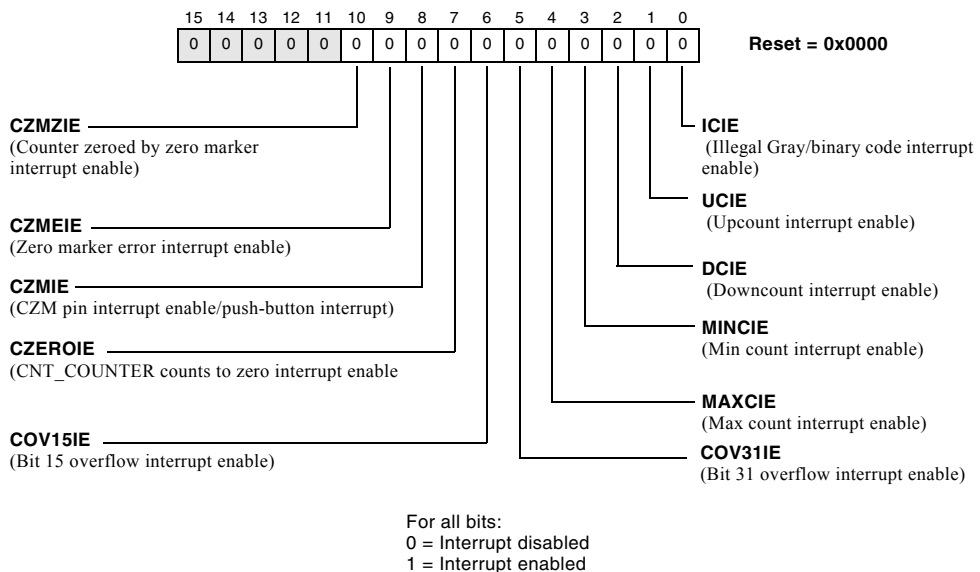 15 14 13 12 11 10 9 8 7 6 5 4 3 2 1 0
0 0 0 0 0 0 0 0 0 0 0 0 0 0 0 0
Reset = 0x0000
CZMZIE
(Counter zeroed by zero marker
interrupt enable)
CZMEIE
(Zero marker error interrupt enable)
CZMIE
(CZM pin interrupt enable/push-button interrupt)
CZEROIE
(CNT_COUNTER counts to zero interrupt enable
COV15IE
(Bit 15 overflow interrupt enable)
ICIE
(Illegal Gray/binary code interrupt
enable)
UCIE
(Upcount interrupt enable)
DCIE
(Downcount interrupt enable)
MINCIE
(Min count interrupt enable)
MAXCIE
(Max count interrupt enable)
COV31IE
(Bit 31 overflow interrupt enable)
For all bits:
0 = Interrupt disabled
1 = Interrupt enabled